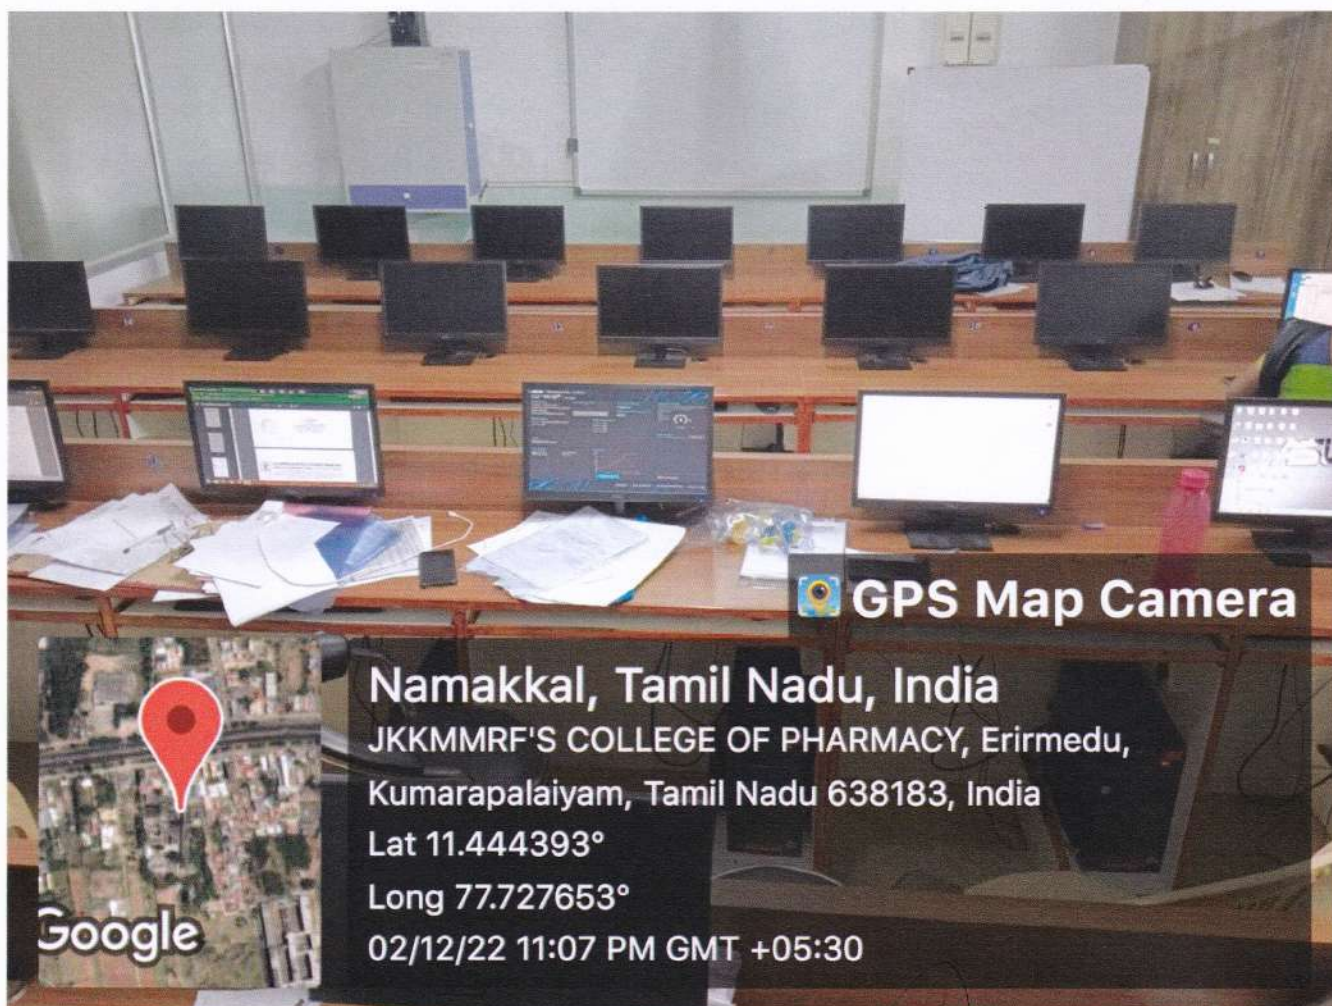 GPS Map Camera
Namakkal, Tamil Nadu, India
JKKMMRF'S COLLEGE OF PHARMACY, Erirmedu,
Kumarapalaiyam, Tamil Nadu 638183, India
Lat 11.444393°
Long 77.727653°
02/12/22 11:07 PM GMT +05:30
Google